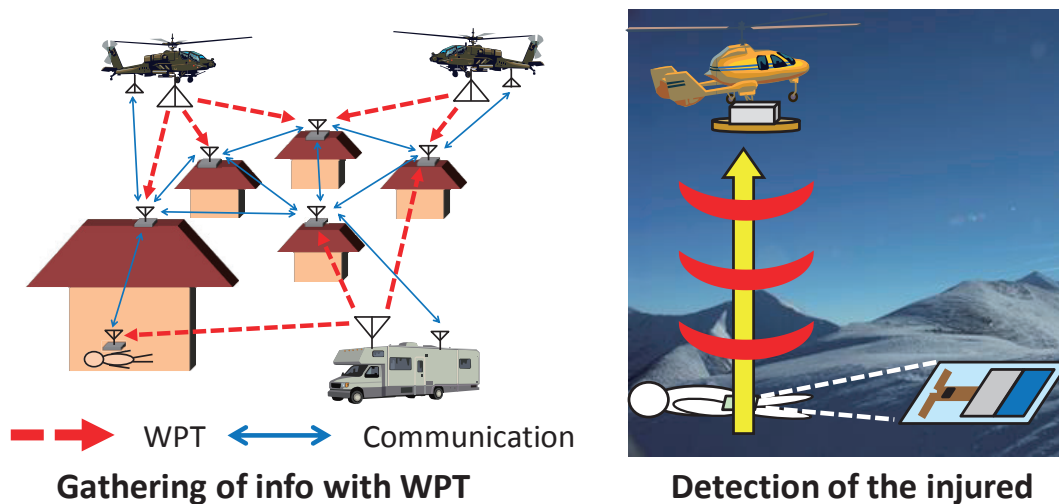 WPT
Communication
Gathering of info with WPT
Detection of the injured